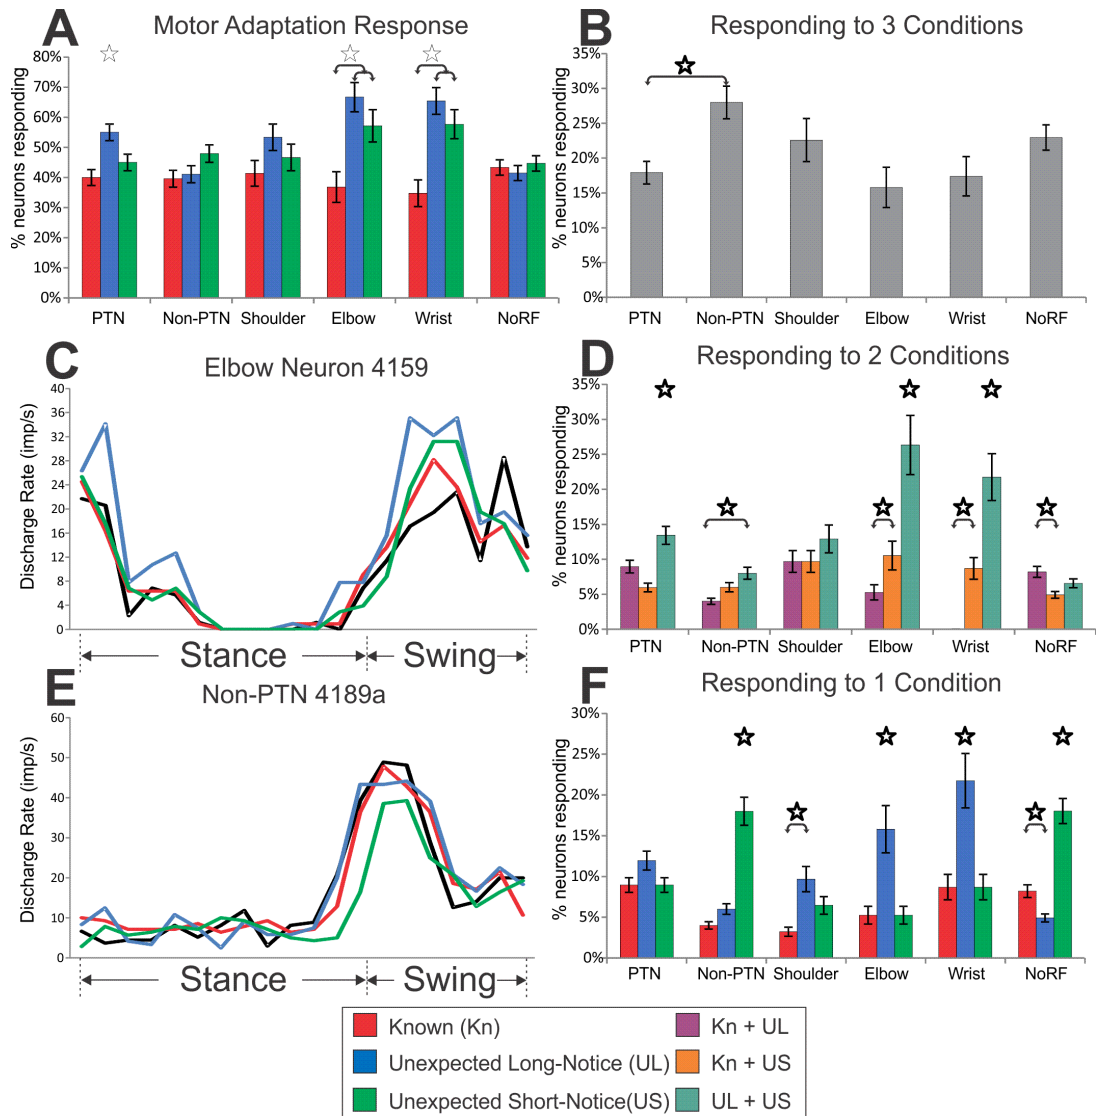 A
Motor Adaptation Response
% neurons responding
80%
70%
60%
50%
40%
30%
20%
10%
0%
PTN
Non-PTN
Shoulder
Elbow
Wrist
NoRF
B
Responding to 3 Conditions
% neurons responding
35%
30%
25%
20%
15%
10%
5%
0%
PTN
Non-PTN
Shoulder
Elbow
Wrist
NoRF
C
Elbow Neuron 4159
Discharge Rate (imp/s)
40
36
32
28
24
20
16
12
8
4
0
Stance
Swing
D
Responding to 2 Conditions
% neurons responding
35%
30%
25%
20%
15%
10%
5%
0%
PTN
Non-PTN
Shoulder
Elbow
Wrist
NoRF
E
Non-PTN 4189a
Discharge Rate (imp/s)
60
50
40
30
20
10
0
Stance
Swing
F
Responding to 1 Condition
% neurons responding
30%
25%
20%
15%
10%
5%
0%
PTN
Non-PTN
Shoulder
Elbow
Wrist
NoRF
Known (Kn)
Unexpected Long-Notice (UL)
Unexpected Short-Notice(US)
Kn + UL
Kn + US
UL + US